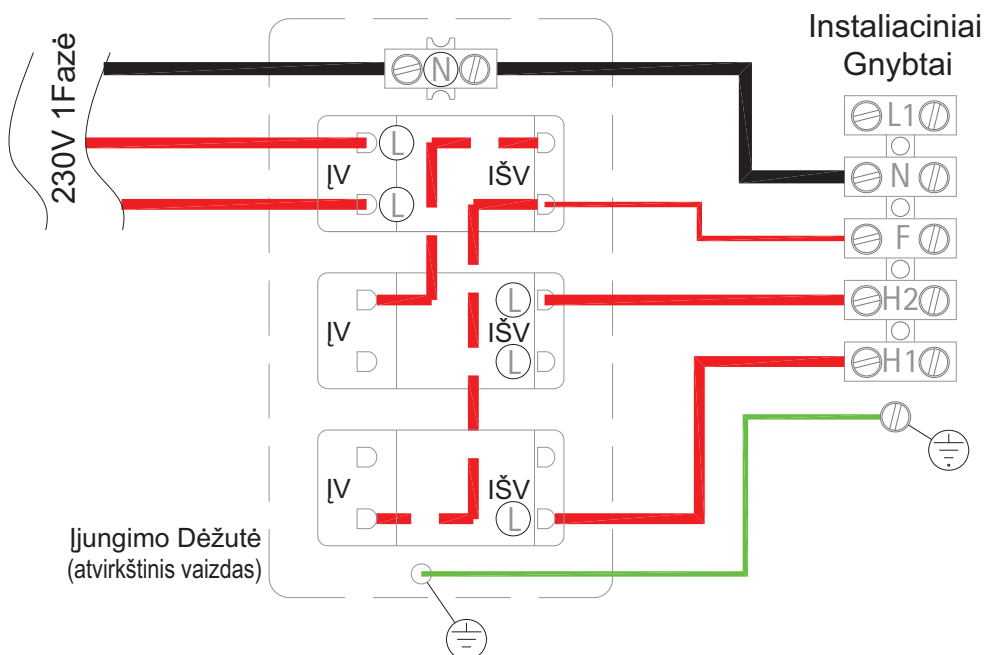 Instaliaciniai
Gnybtai
230V 1Fazė
N
L1
L
ĮV
IŠV
N
L
F
L
H2
ĮV
IŠV
L
H1
ĮV
IŠV
L
Įjungimo Dėžutė
(atvirkštinis vaizdas)